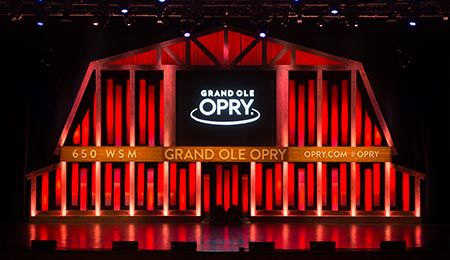 GRAND OLE
OPRY.
650 WSM GRAND OLE OPRY OPRY.COM ☆ OPRY